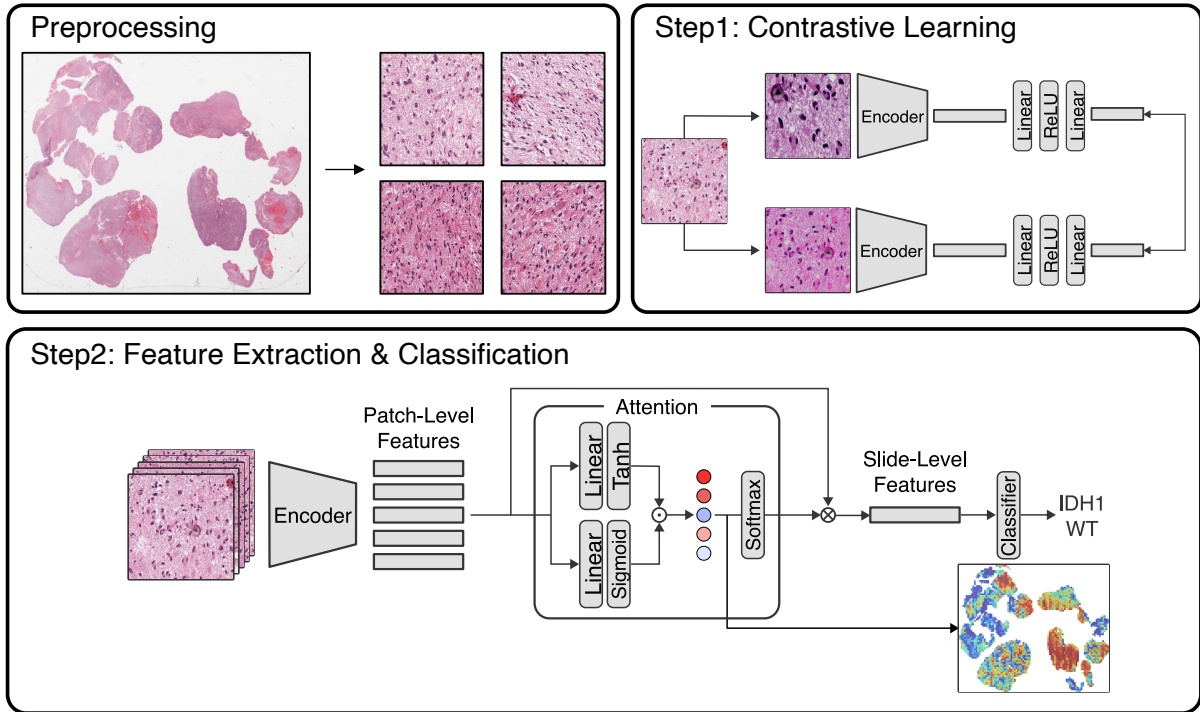 Preprocessing
Step1: Contrastive Learning
Encoder
Linear
ReLU
Linear
Encoder
Linear
ReLU
Linear
Step2: Feature Extraction & Classification
Patch-Level
Features
Encoder
Attention
Linear
Tanh
Linear
Sigmoid
Softmax
Slide-Level
Features
Classifier
IDH1
WT